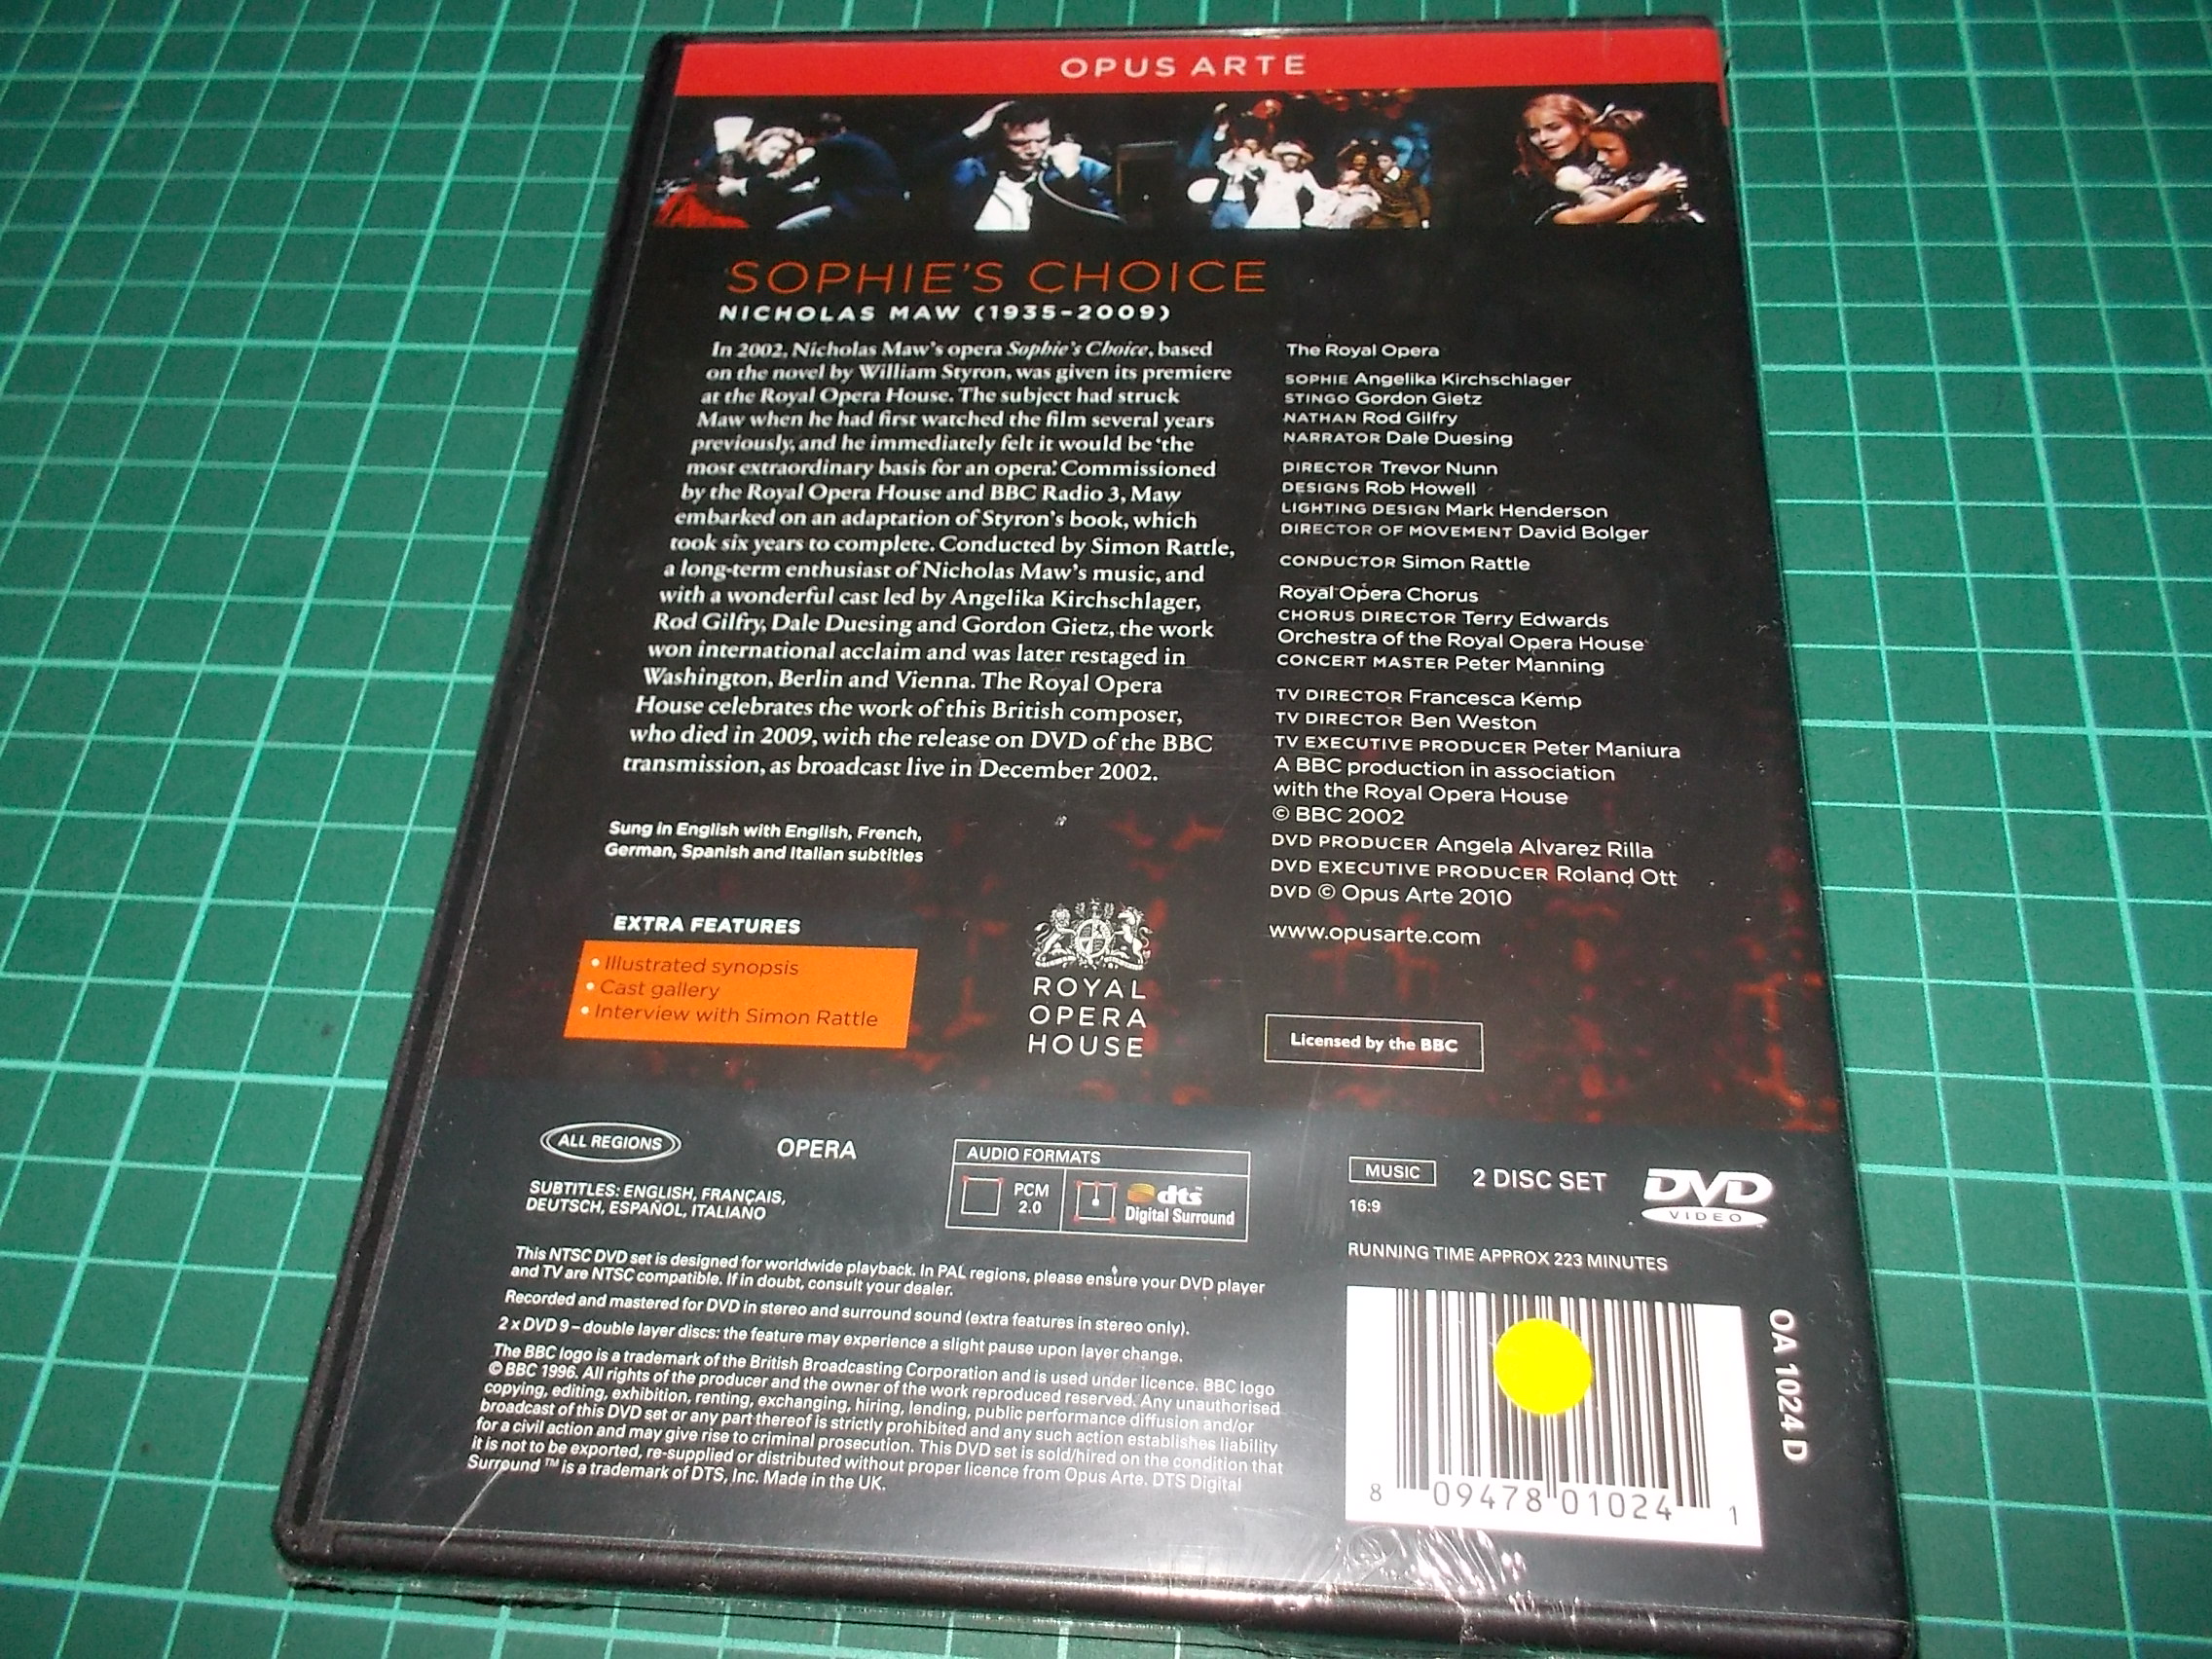 OPUS ARTE
SOPHIE'S CHOICE
NICHOLAS MAW (1935-2009)
In 2002, Nicholas Maw's opera Sophie's Choice, based
on the novel by William Styron, was given its premiere
at the Royal Opera House. The subject had struck
Maw when he had first watched the film several years
previously, and he immediately felt it would be 'the
most extraordinary basis for an opera.' Commissioned
by the Royal Opera House and BBC Radio 3, Maw
embarked on an adaptation of Styron's book, which
took six years to complete. Conducted by Simon Rattle,
a long-term enthusiast of Nicholas Maw's music, and
with a wonderful cast led by Angelika Kirchschlager,
Rod Gilfry, Dale Duesing and Gordon Gietz, the work
won international acclaim and was later restaged in
Washington, Berlin and Vienna. The Royal Opera
House celebrates the work of this British composer,
who died in 2009, with the release on DVD of the BBC
transmission, as broadcast live in December 2002.
Sung in English with English, French,
German, Spanish and Italian subtitles
EXTRA FEATURES
• Illustrated synopsis
• Cast gallery
• Interview with Simon Rattle
ROYAL
OPERA
HOUSE
The Royal Opera
SOPHIE Angelika Kirchschlager
STINGO Gordon Gietz
NATHAN Rod Gilfry
NARRATOR Dale Duesing
DIRECTOR Trevor Nunn
DESIGNS Rob Howell
LIGHTING DESIGN Mark Henderson
DIRECTOR OF MOVEMENT David Bolger
CONDUCTOR Simon Rattle
Royal Opera Chorus
CHORUS DIRECTOR Terry Edwards
Orchestra of the Royal Opera House
CONCERT MASTER Peter Manning
TV DIRECTOR Francesca Kemp
TV DIRECTOR Ben Weston
TV EXECUTIVE PRODUCER Peter Maniura
A BBC production in association
with the Royal Opera House
© BBC 2002
DVD PRODUCER Angela Alvarez Rilla
DVD EXECUTIVE PRODUCER Roland Ott
DVD © Opus Arte 2010
www.opusarte.com
Licensed by the BBC
ALL REGIONS
OPERA
SUBTITLES: ENGLISH, FRANÇAIS,
DEUTSCH, ESPAÑOL, ITALIANO
AUDIO FORMATS
PCM
2.0
dts™
Digital Surround
MUSIC
2 DISC SET
DVD
VIDEO
16:9
RUNNING TIME APPROX 223 MINUTES
This NTSC DVD set is designed for worldwide playback. In PAL regions, please ensure your DVD player
and TV are NTSC compatible. If in doubt, consult your dealer.
Recorded and mastered for DVD in stereo and surround sound (extra features in stereo only).
2 x DVD 9 – double layer discs: the feature may experience a slight pause upon layer change.
The BBC logo is a trademark of the British Broadcasting Corporation and is used under licence. BBC logo
© BBC 1996. All rights of the producer and the owner of the work reproduced reserved. Any unauthorised
copying, editing, exhibition, renting, exchanging, hiring, lending, public performance diffusion and/or
broadcast of this DVD set or any part thereof is strictly prohibited and any such action establishes liability
for a civil action and may give rise to criminal prosecution. This DVD set is sold/hired on the condition that
it is not to be exported, re-supplied or distributed without proper licence from Opus Arte. DTS Digital
Surround ™ is a trademark of DTS, Inc. Made in the UK.
8 09478 01024 1
OA 1024 D